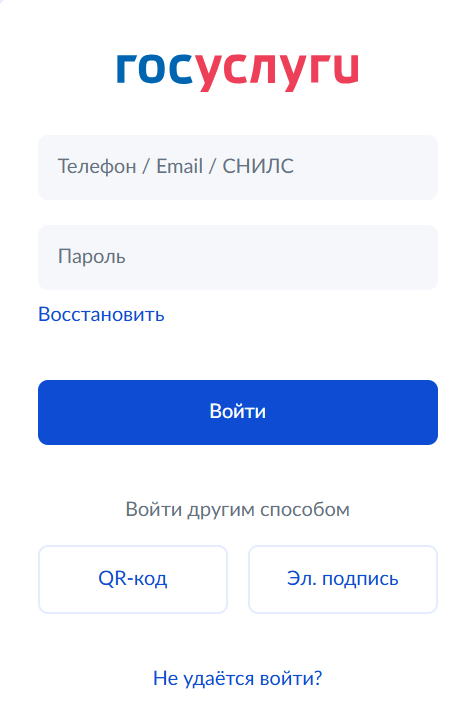 госуслуги
Телефон / Email / СНИЛС
Пароль
Восстановить
Войти
Войти другим способом
QR-код
Эл. подпись
Не удаётся войти?